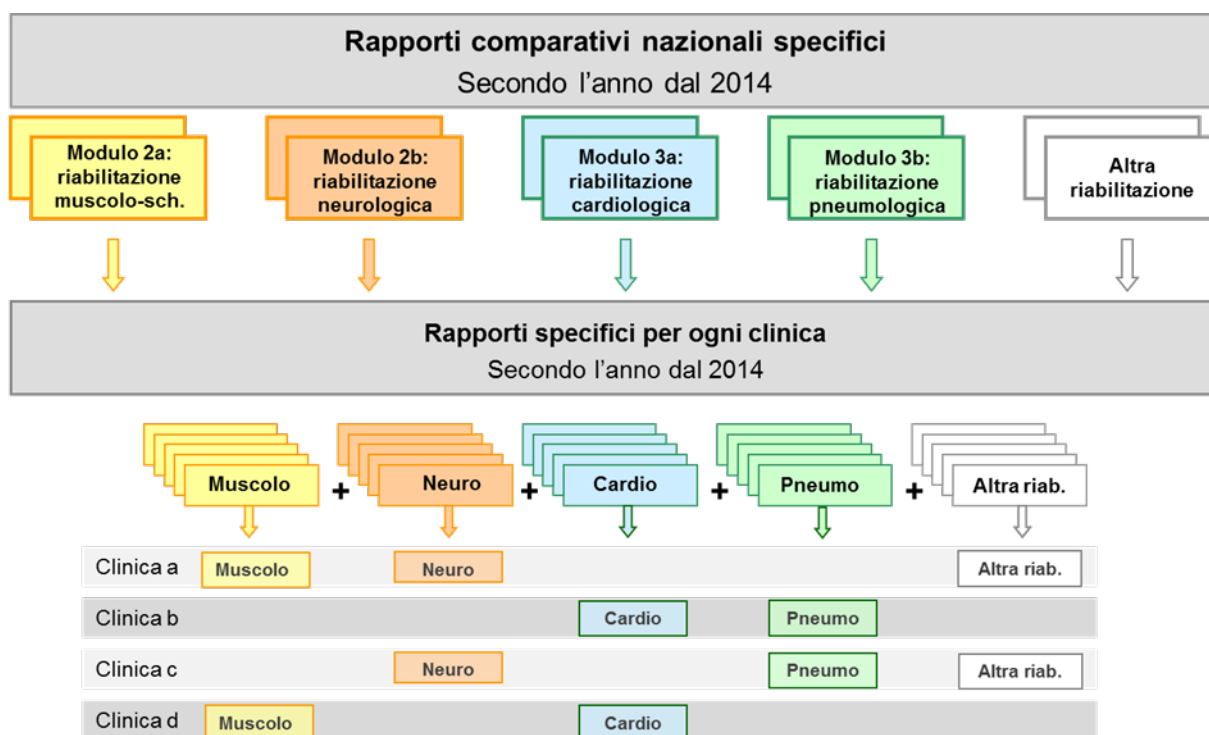 Rapporti comparativi nazionali specifici
Secondo l'anno dal 2014
Modulo 2a:
riabilitazione
muscolo-sch.
Modulo 2b:
riabilitazione
neurologica
Modulo 3a:
riabilitazione
cardiologica
Modulo 3b:
riabilitazione
pneumologica
Altra
riabilitazione
Rapporti specifici per ogni clinica
Secondo l'anno dal 2014
Muscolo + Neuro + Cardio + Pneumo + Altra riab.
Clinica a Muscolo Neuro Altra riab.
Clinica b Cardio Pneumo
Clinica c Neuro Pneumo Altra riab.
Clinica d Muscolo Cardio